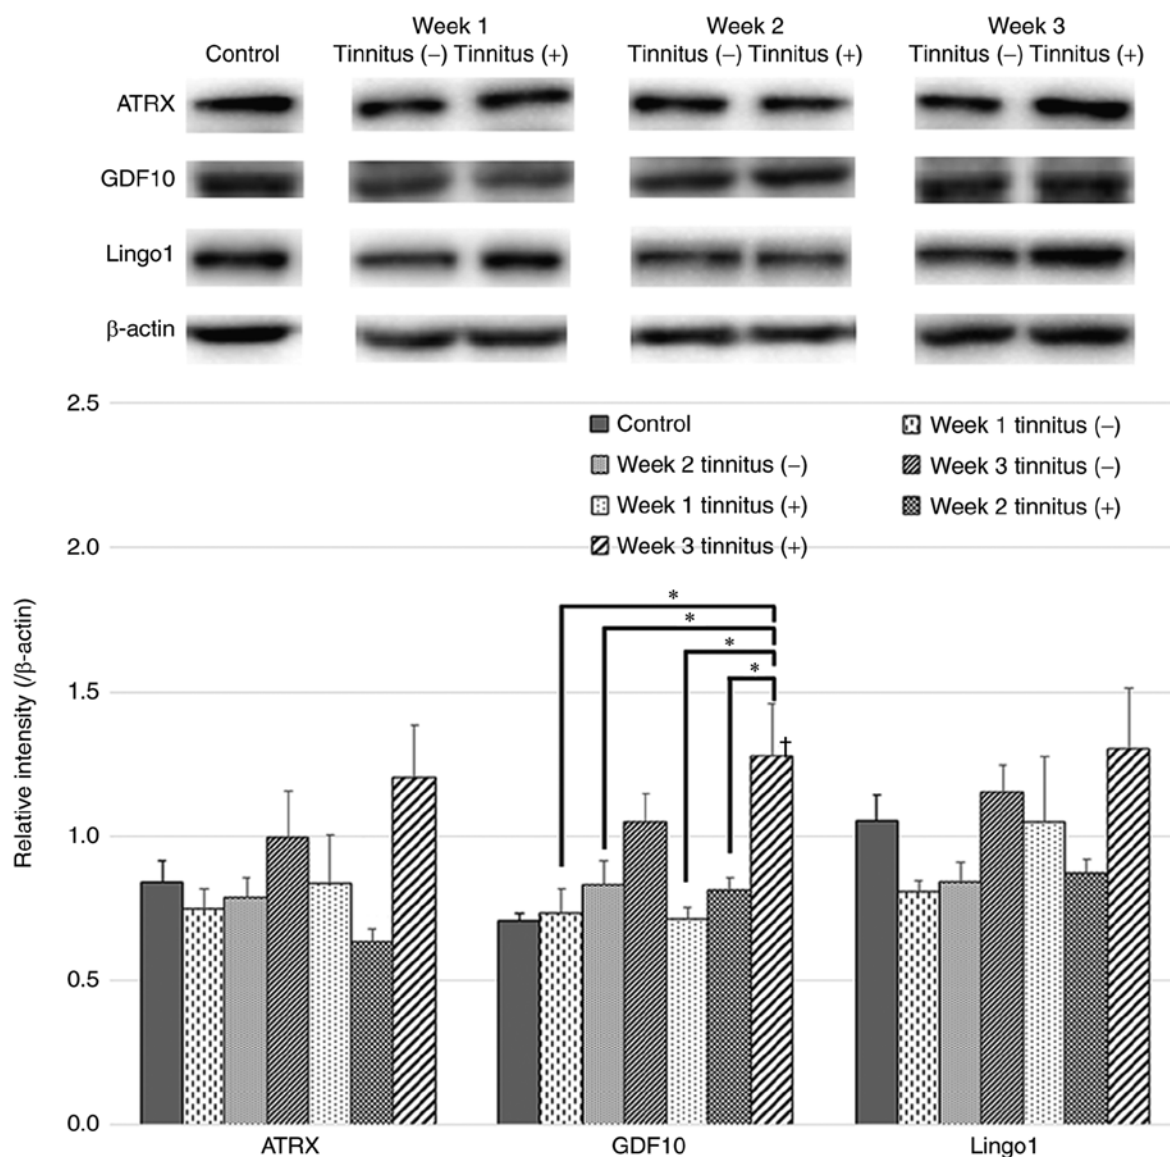 Week 1 Week 2 Week 3
Control Tinnitus (–) Tinnitus (+) Tinnitus (–) Tinnitus (+) Tinnitus (–) Tinnitus (+)
ATRX
GDF10
Lingo1
β-actin
2.5
Control Week 1 tinnitus (–)
Week 2 tinnitus (–) Week 3 tinnitus (–)
Week 1 tinnitus (+) Week 2 tinnitus (+)
Week 3 tinnitus (+)
2.0
Relative intensity (/β-actin)
*
*
*
*
1.5
†
1.0
0.5
0.0
ATRX GDF10 Lingo1